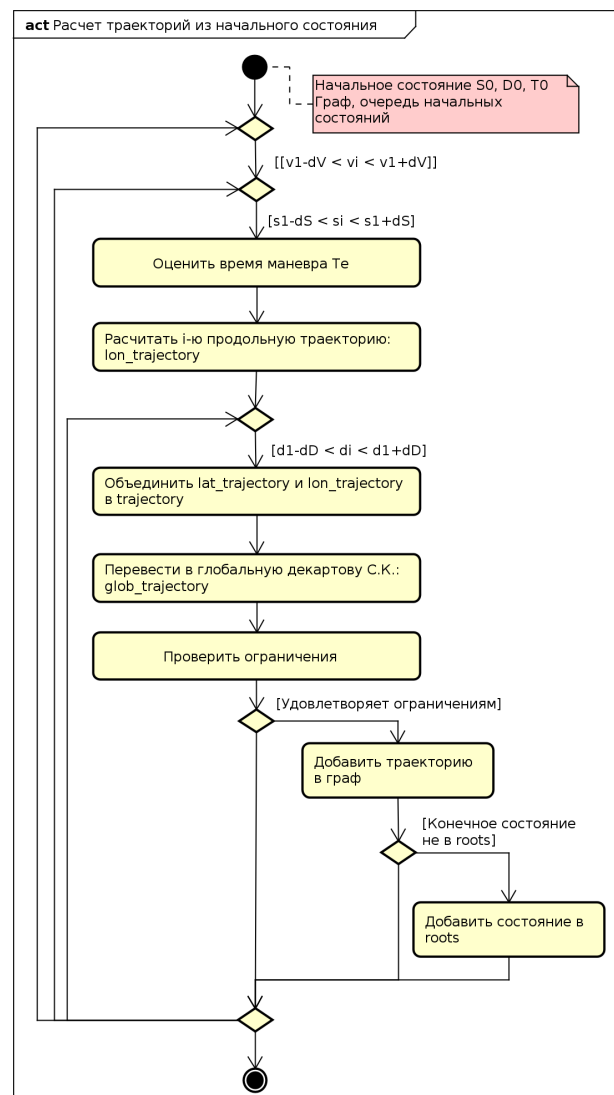 act Расчет траекторий из начального состояния
Начальное состояние S0, D0, T0
Граф, очередь начальных
состояний
[[v1-dV < vi < v1+dV]]
[s1-dS < si < s1+dS]
Оценить время маневра Te
Расчитать i-ю продольную траекторию:
lon_trajectory
[d1-dD < di < d1+dD]
Объединить lat_trajectory и lon_trajectory
в trajectory
Перевести в глобальную декартову С.К.:
glob_trajectory
Проверить ограничения
[Удовлетворяет ограничениям]
Добавить траекторию
в граф
[Конечное состояние
не в roots]
Добавить состояние в
roots